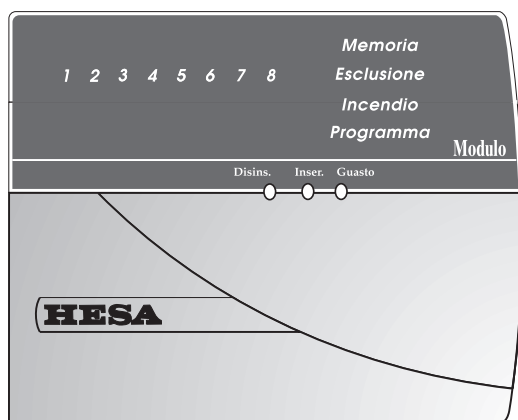 Memoria
1 2 3 4 5 6 7 8 Esclusione
Incendio
Programma
Modulo
Disins. Inser. Guasto
HESA